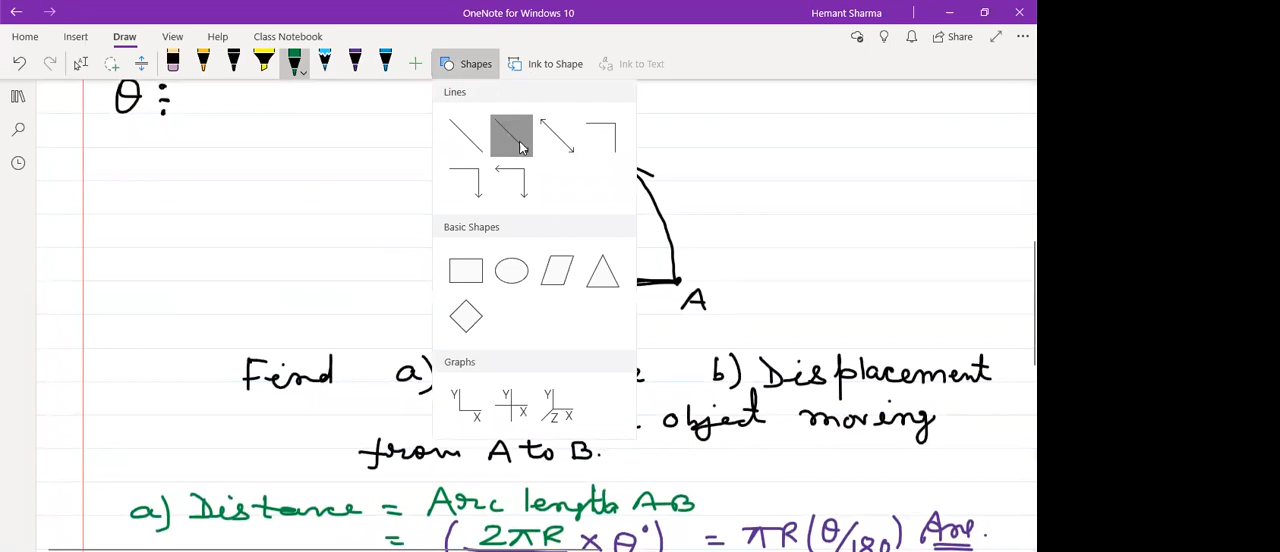 OneNote for Windows 10
Hemant Sharma
Home Insert Draw View Help Class Notebook
Share
Shapes Ink to Shape Ink to Text
Lines
Basic Shapes
Graphs
Y X Y X Y Z X
θ :
A
Find a) b) Displacement
object moving
from A to B.
a) Distance = Arc length AB
= ( 2πR × θ° ) = πR (θ/180) Ans.